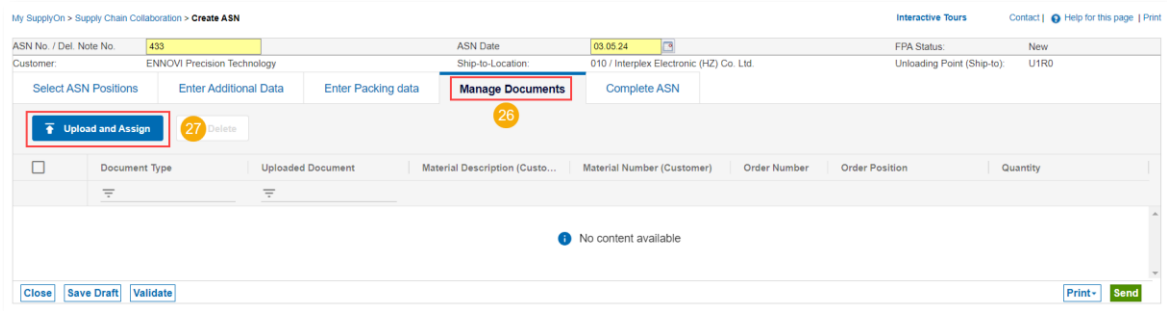 My SupplyOn > Supply Chain Collaboration > Create ASN Interactive Tours Contact | Help for this page | Print
ASN No. / Del. Note No. 433 ASN Date 03.05.24 FPA Status: New
Customer: ENNOVI Precision Technology Ship-to-Location: 010 / Interplex Electronic (HZ) Co. Ltd. Unloading Point (Ship-to): U1R0
Select ASN Positions Enter Additional Data Enter Packing data Manage Documents Complete ASN
26
Upload and Assign 27 Delete
Document Type Uploaded Document Material Description (Custo... Material Number (Customer) Order Number Order Position Quantity
No content available
Close Save Draft Validate Print Send